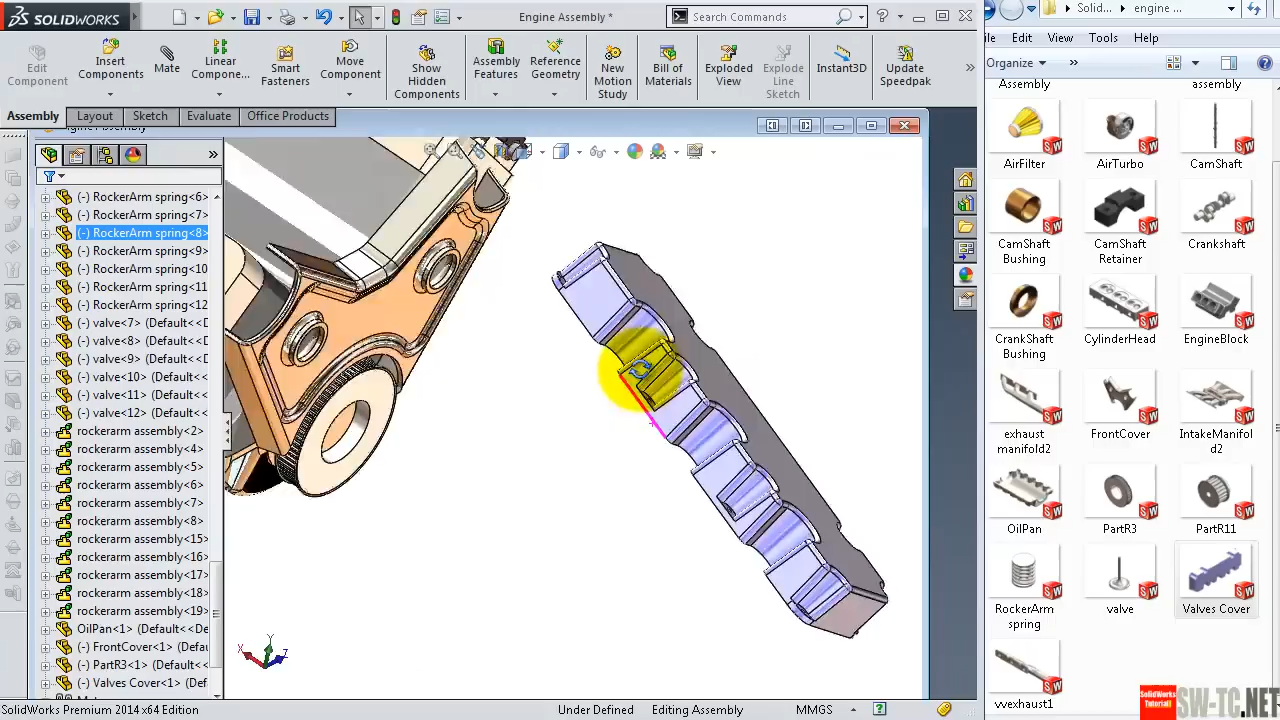 SOLIDWORKS
Engine Assembly *
Search Commands
Edit Component
Insert Components
Mate
Linear Compone...
Smart Fasteners
Move Component
Show Hidden Components
Assembly Features
Reference Geometry
New Motion Study
Bill of Materials
Exploded View
Explode Line Sketch
Instant3D
Update Speedpak
Assembly
Layout
Sketch
Evaluate
Office Products
(-) RockerArm spring<6>
(-) RockerArm spring<7>
(-) RockerArm spring<8>
(-) RockerArm spring<9>
(-) RockerArm spring<10
(-) RockerArm spring<11
(-) RockerArm spring<12
(-) valve<7> (Default<<D
(-) valve<8> (Default<<D
(-) valve<9> (Default<<D
(-) valve<10> (Default<<
(-) valve<11> (Default<<
(-) valve<12> (Default<<
rockerarm assembly<2>
rockerarm assembly<4>
rockerarm assembly<5>
rockerarm assembly<6>
rockerarm assembly<7>
rockerarm assembly<8>
rockerarm assembly<15>
rockerarm assembly<16>
rockerarm assembly<17>
rockerarm assembly<18>
rockerarm assembly<19>
OilPan<1> (Default<<De
(-) FrontCover<1> (Defau
(-) PartR3<1> (Default<<
(-) Valves Cover<1> (Def
X
Y
Z
SolidWorks Premium 2014 x64 Edition
Under Defined
Editing Assembly
MMGS
Solid...
engine ...
ile
Edit
View
Tools
Help
Organize
»
Assembly
assembly
AirFilter
AirTurbo
CamShaft
CamShaft Bushing
CamShaft Retainer
Crankshaft
CrankShaft Bushing
CylinderHead
EngineBlock
exhaust manifold2
FrontCover
IntakeManifold2
OilPan
PartR3
PartR11
RockerArm spring
valve
Valves Cover
vvexhaust1
SolidWorks Tutorial!
SW-TC.NET